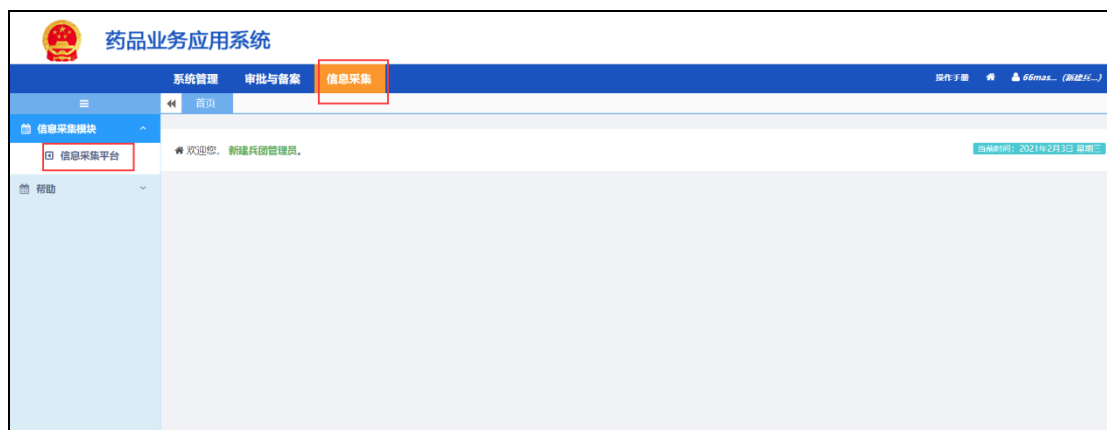 药品业务应用系统
系统管理 审批与备案 信息采集 操作手册 66mas... (新建兵...)
首页
信息采集模块
信息采集平台
欢迎您，新建兵团管理员。 当前时间：2021年2月3日 星期三
帮助